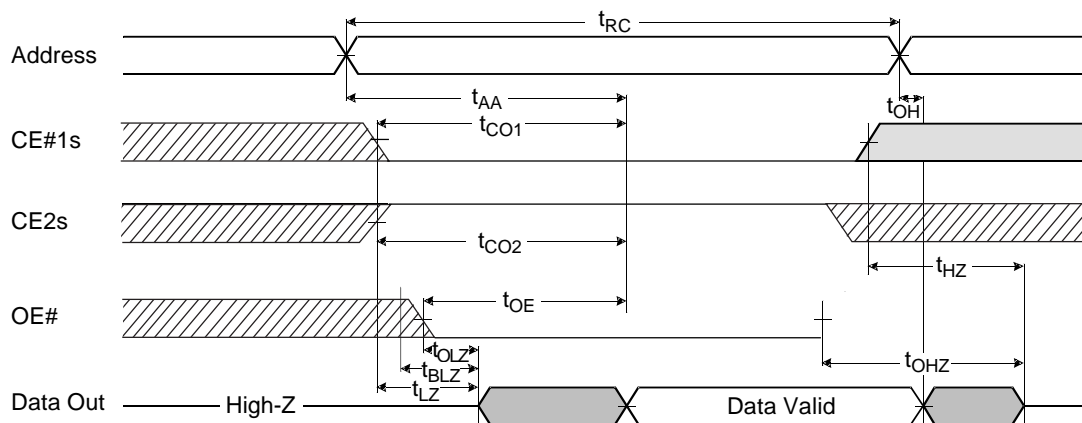 tRC
Address
tAA
tOH
CE#1s
tCO1
CE2s
tCO2
tHZ
OE#
tOE
tOLZ
tOHZ
tBLZ
tLZ
Data Out
High-Z
Data Valid